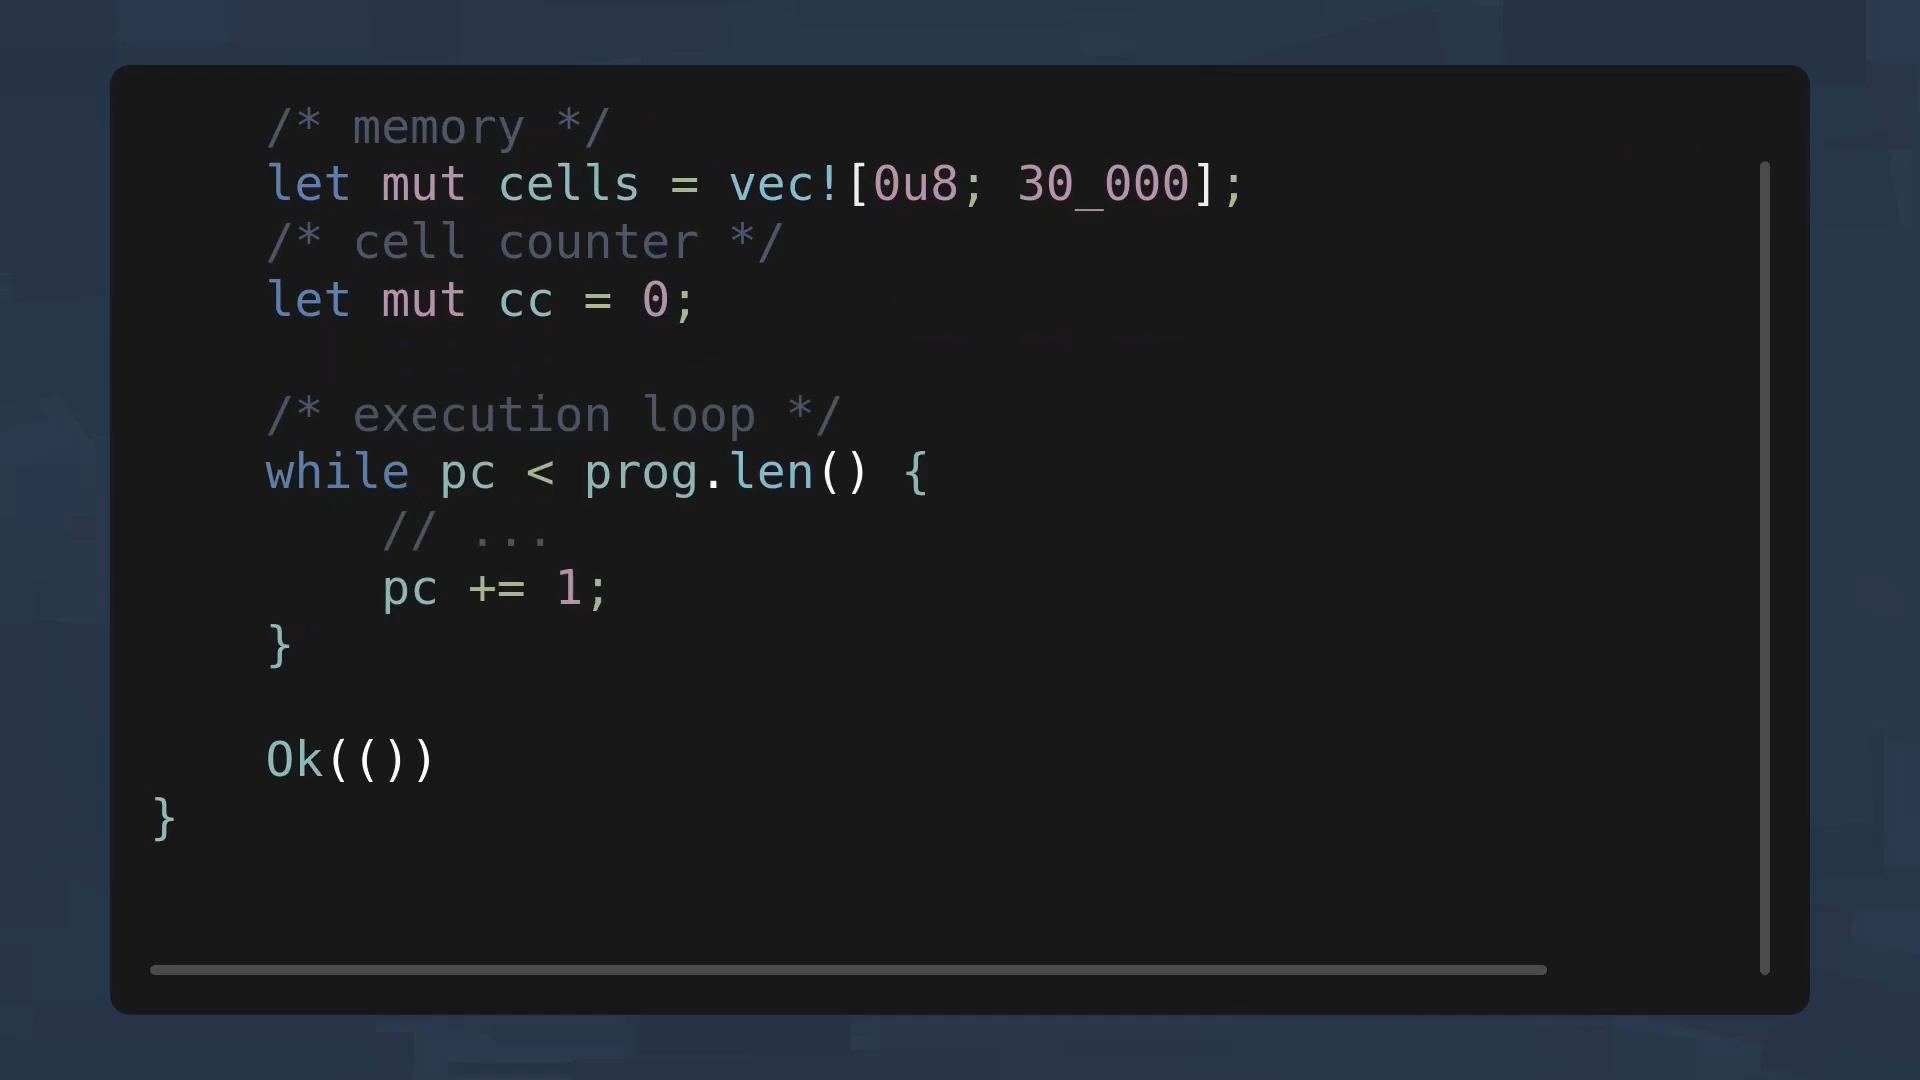 /* memory */
let mut cells = vec![0u8; 30_000];
/* cell counter */
let mut cc = 0;
/* execution loop */
while pc < prog.len() {
// ...
pc += 1;
}
Ok(())
}